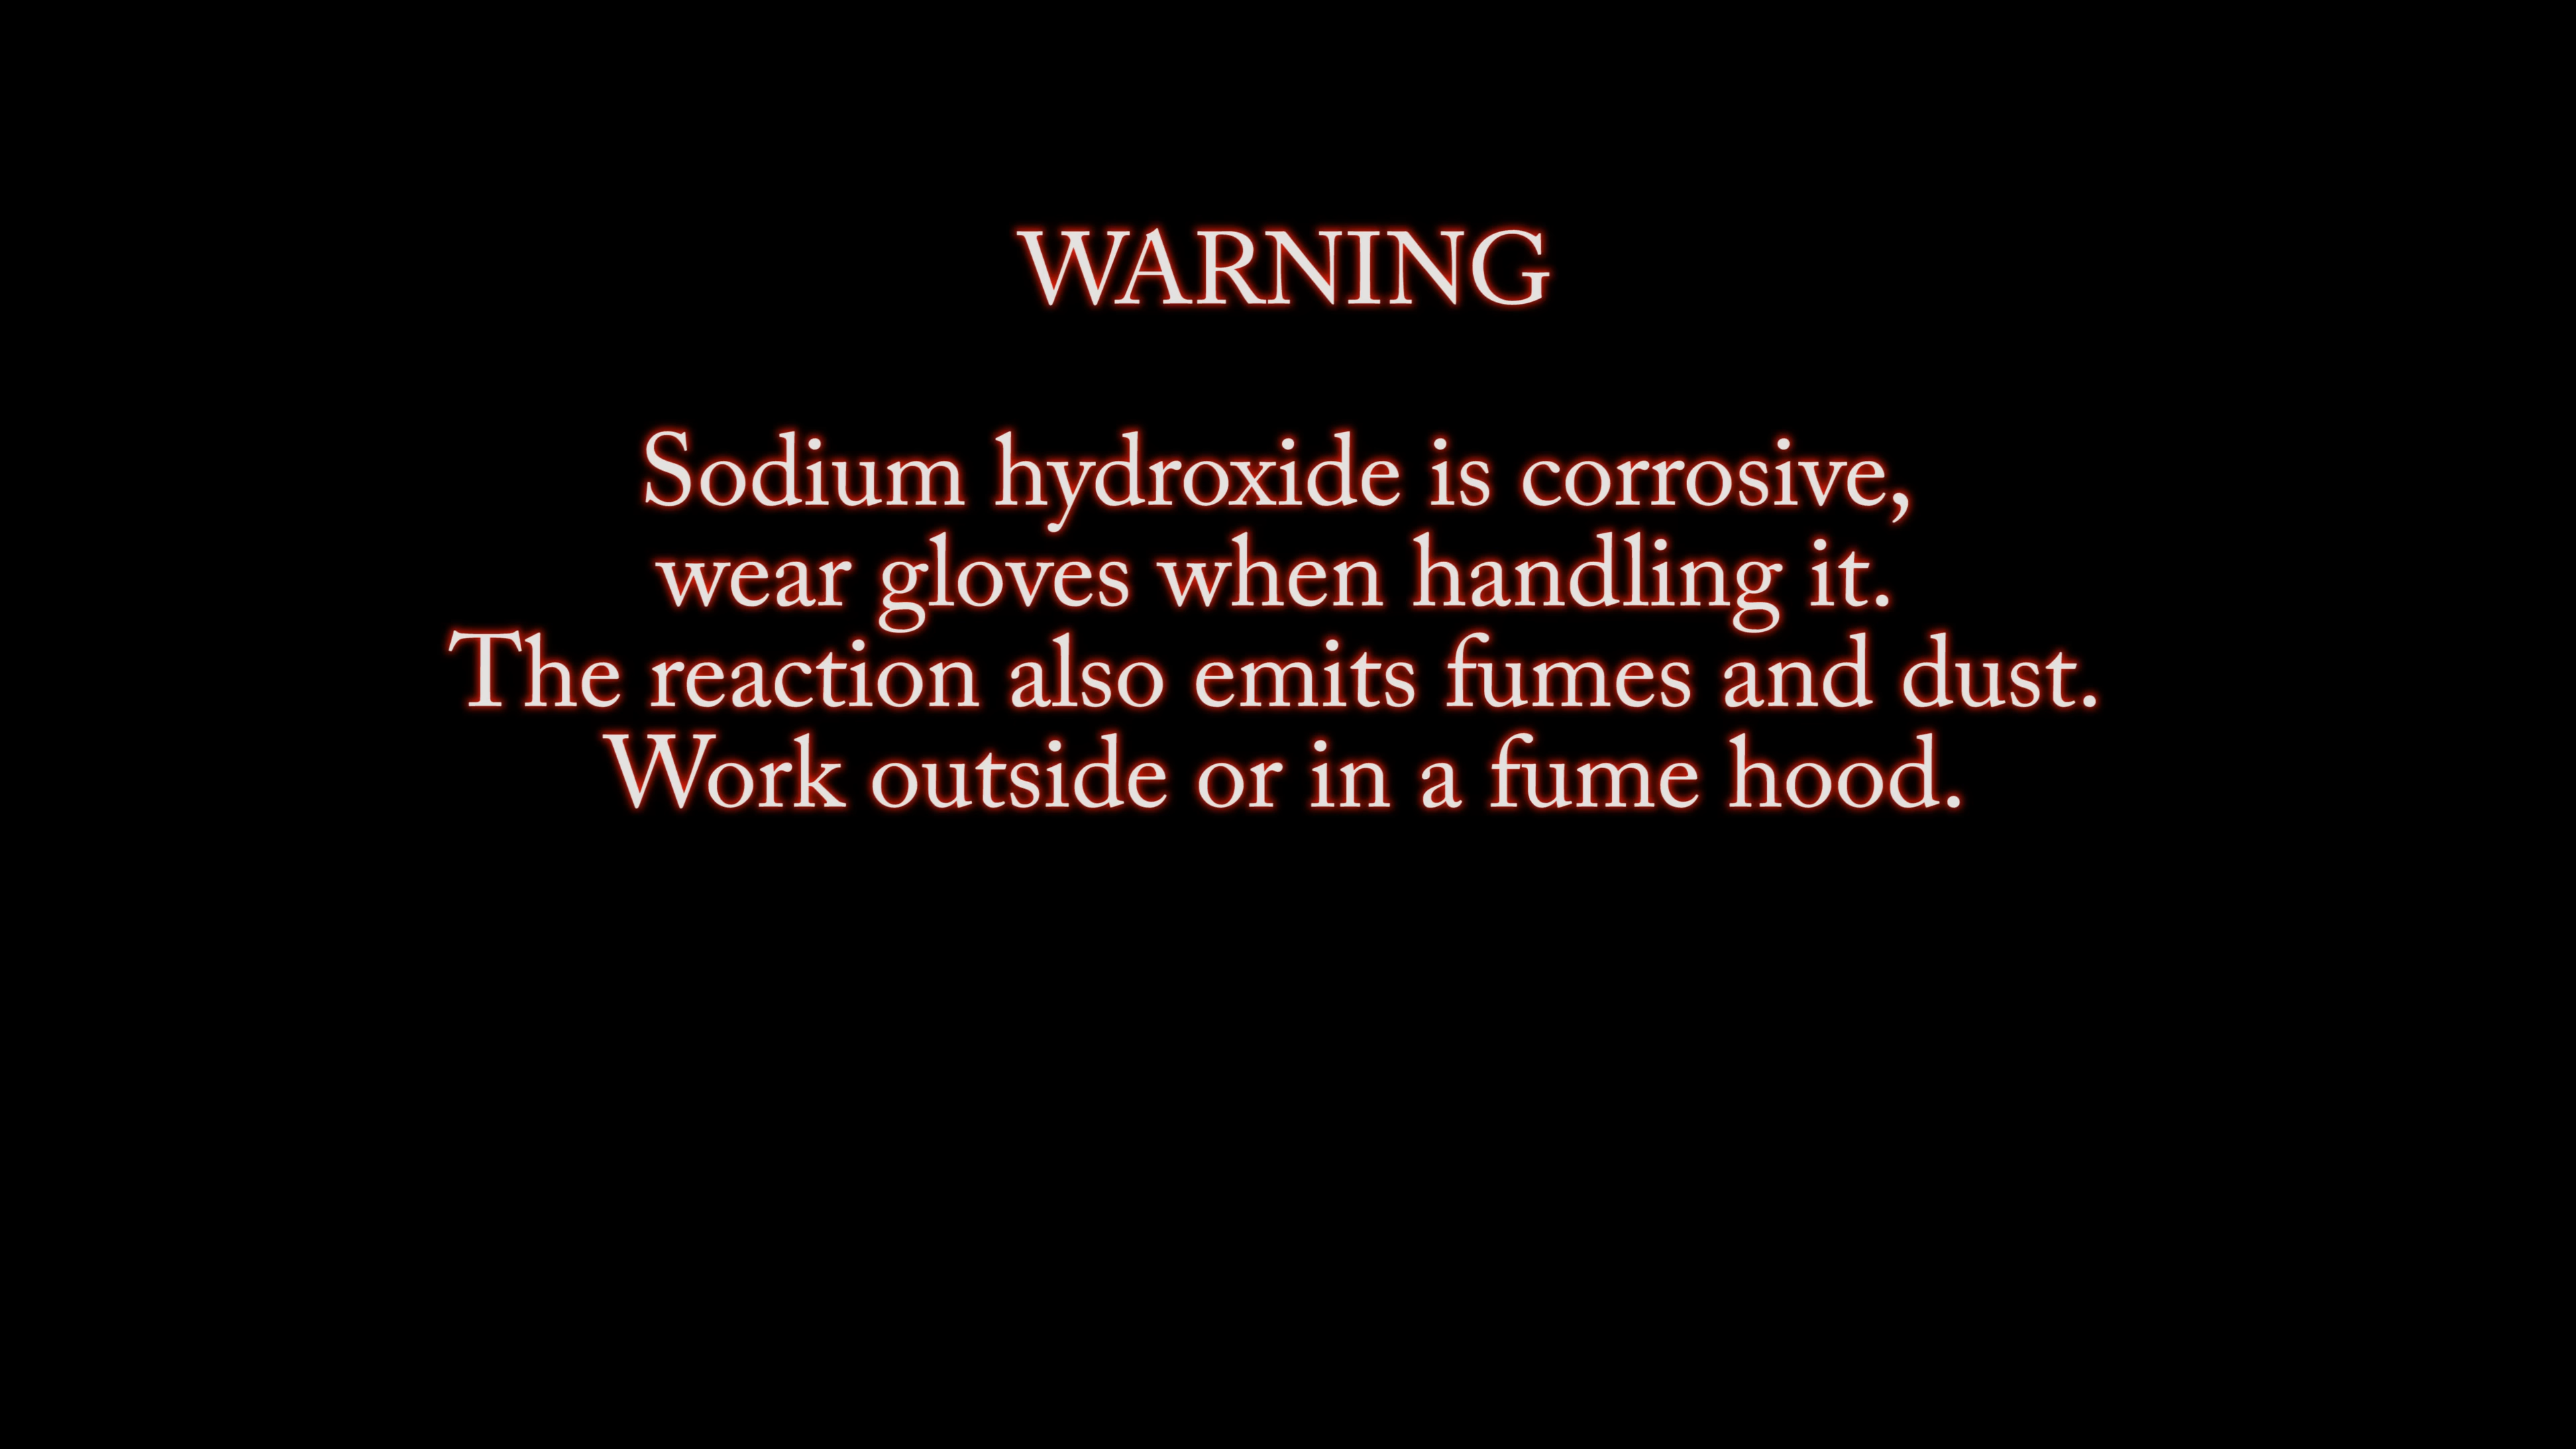 WARNING
Sodium hydroxide is corrosive,
wear gloves when handling it.
The reaction also emits fumes and dust.
Work outside or in a fume hood.